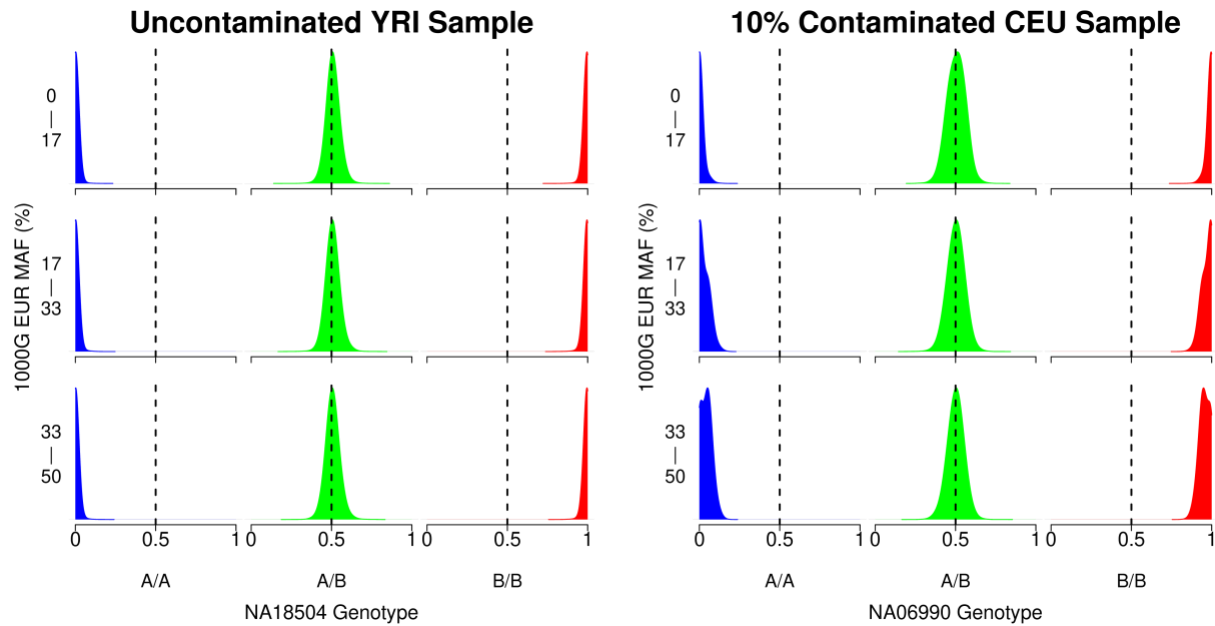 Uncontaminated YRI Sample
1000G EUR MAF (%)
0
|
17
17
|
33
33
|
50
0 0.5 1 0 0.5 1 0 0.5 1
A/A A/B B/B
NA18504 Genotype
10% Contaminated CEU Sample
1000G EUR MAF (%)
0
|
17
17
|
33
33
|
50
0 0.5 1 0 0.5 1 0 0.5 1
A/A A/B B/B
NA06990 Genotype